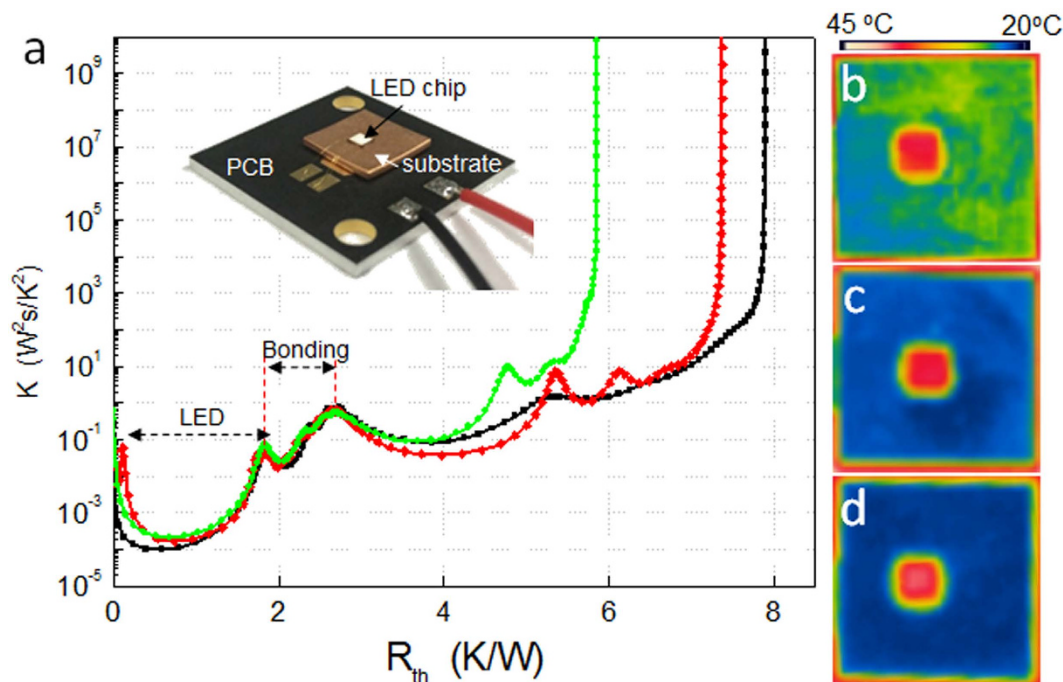 a
45 ºC 20ºC
b
c
d
10⁹
10⁷
10⁵
10³
10¹
10⁻¹
10⁻³
10⁻⁵
K (W²s/K²)
LED chip
PCB
substrate
Bonding
LED
0 2 4 6 8
Rth (K/W)